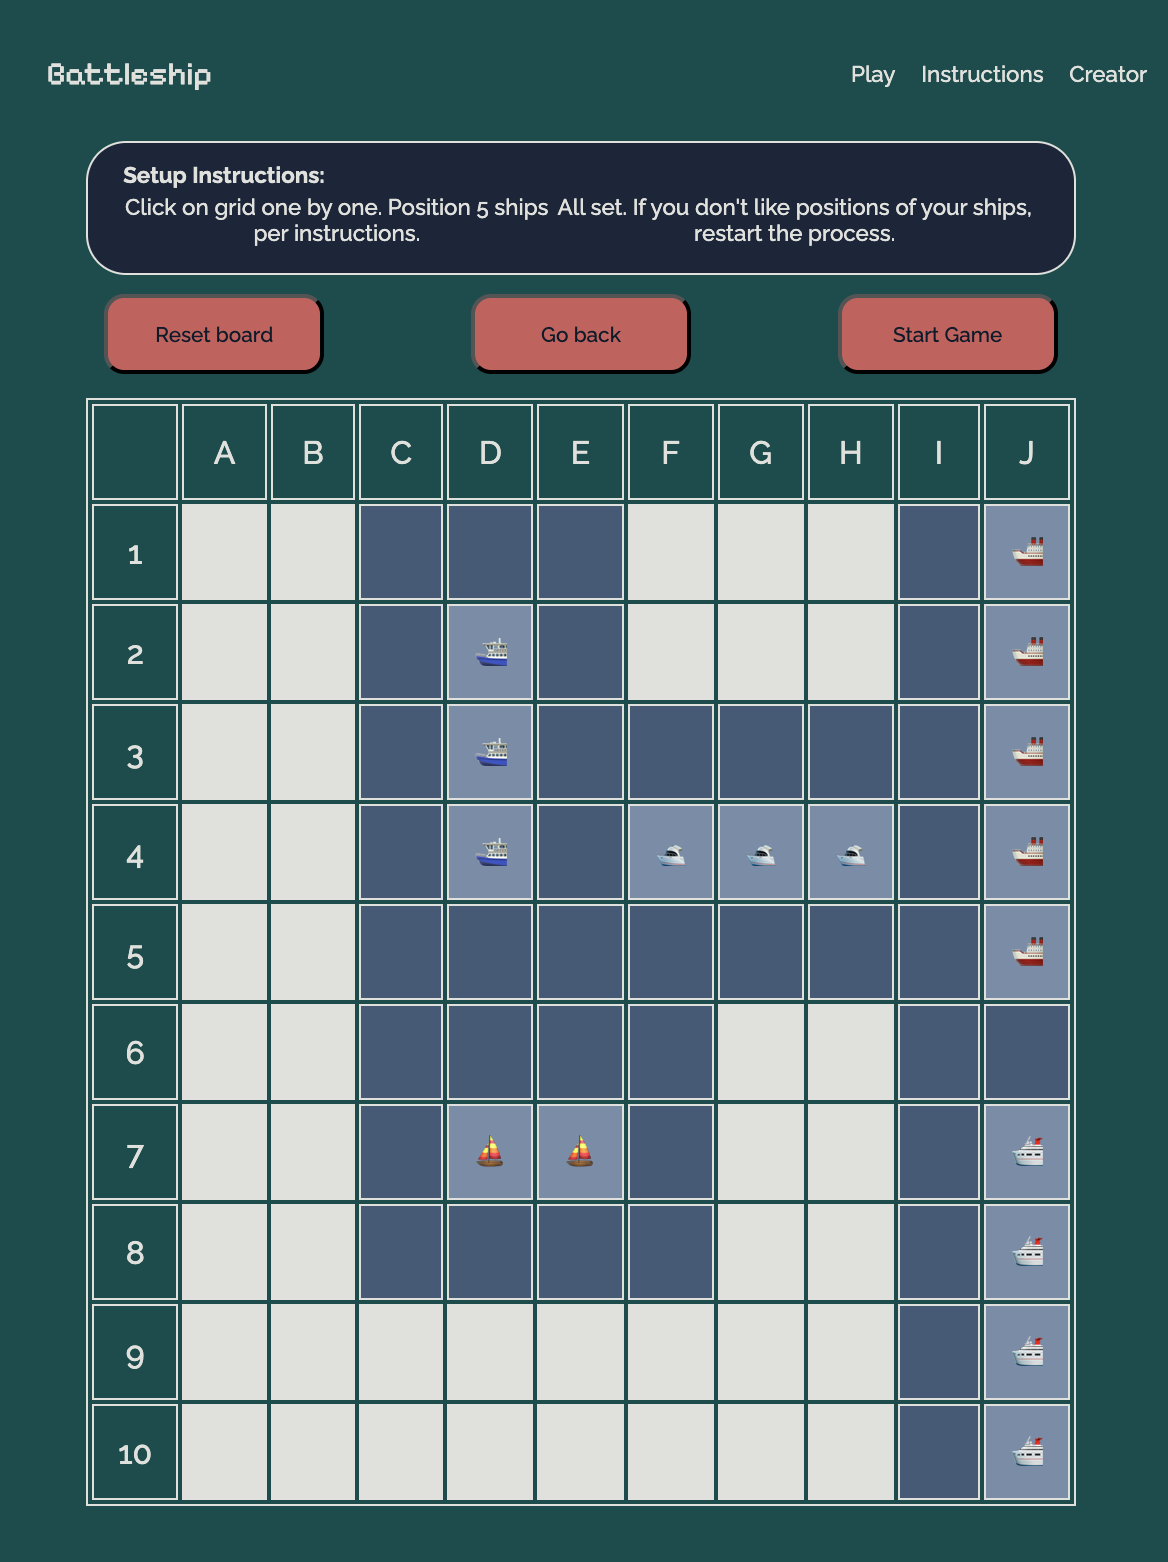 Battleship
Play Instructions Creator
Setup Instructions:
Click on grid one by one. Position 5 ships per instructions.
All set. If you don't like positions of your ships, restart the process.
Reset board
Go back
Start Game
A B C D E F G H I J
1
2
3
4
5
6
7
8
9
10